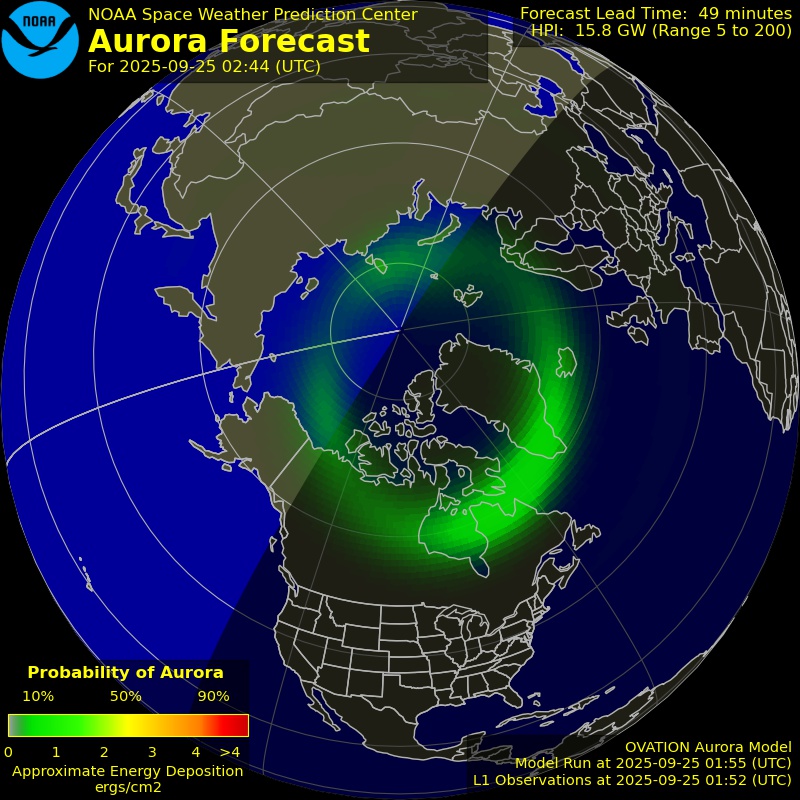 NOAA
NOAA Space Weather Prediction Center
Aurora Forecast
For 2025-09-25 02:44 (UTC)
Forecast Lead Time: 49 minutes
HPI: 15.8 GW (Range 5 to 200)
Probability of Aurora
10% 50% 90%
0 1 2 3 4 >4
Approximate Energy Deposition
ergs/cm2
OVATION Aurora Model
Model Run at 2025-09-25 01:55 (UTC)
L1 Observations at 2025-09-25 01:52 (UTC)